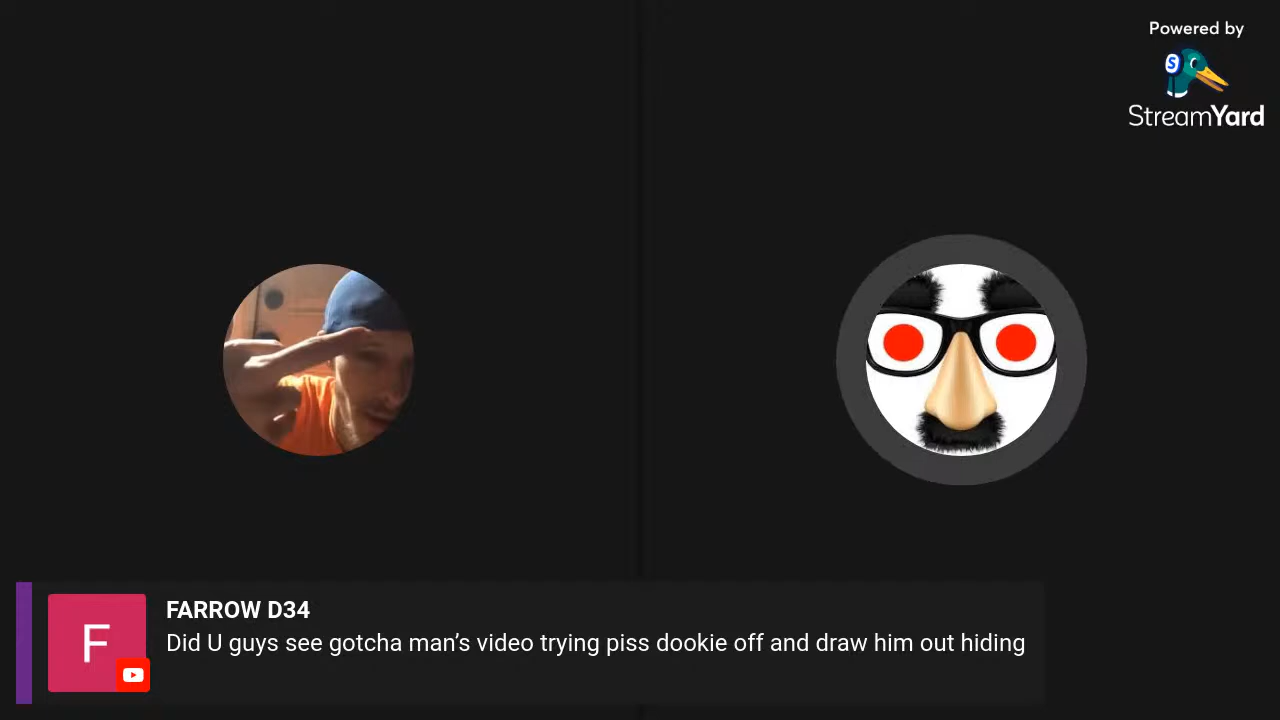 Powered by
S
StreamYard
F
FARROW D34
Did U guys see gotcha man’s video trying piss dookie off and draw him out hiding